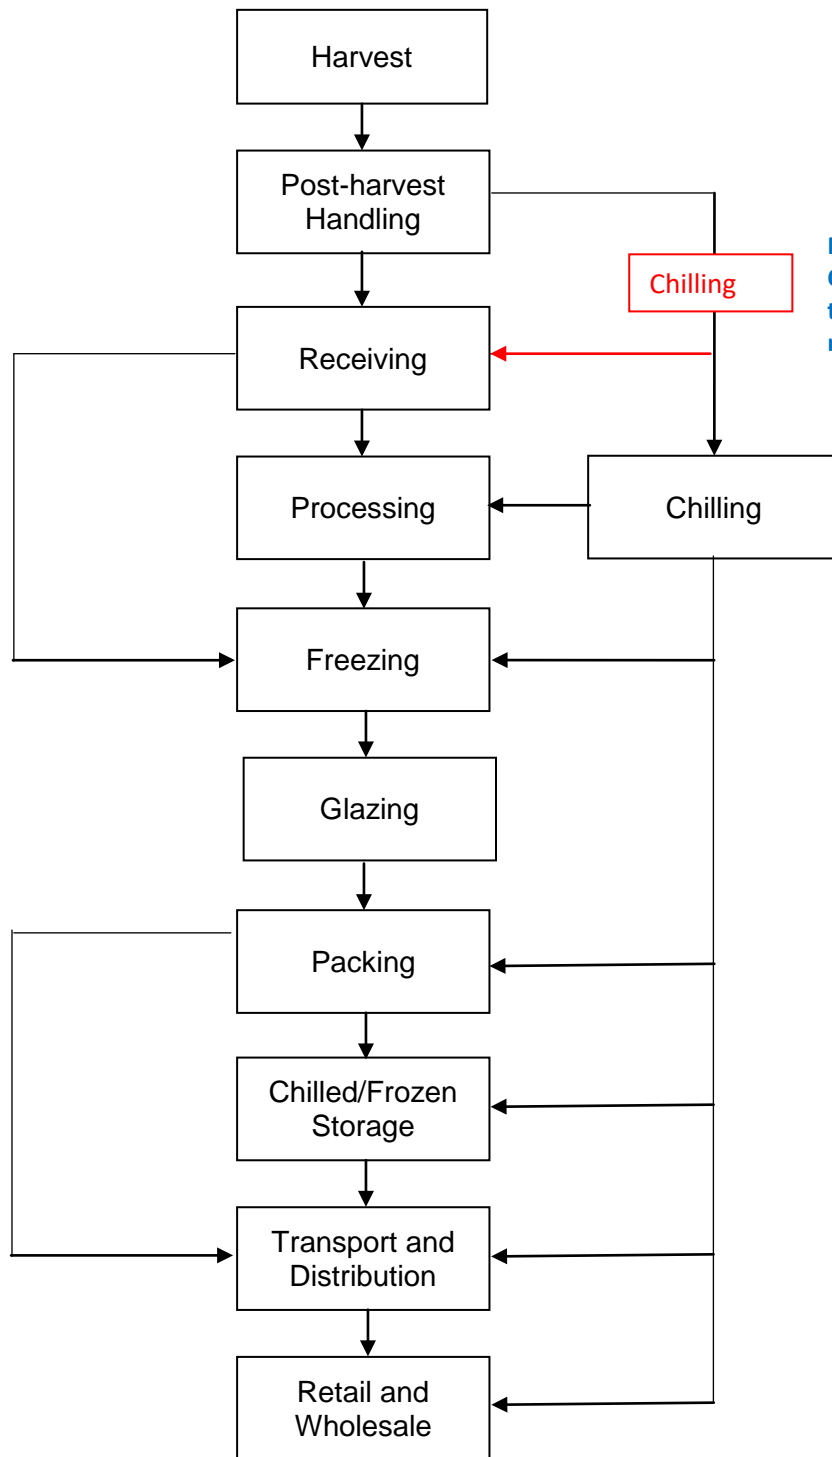 Harvest
Post-harvest
Handling
Chilling
Receiving
Processing
Chilling
Freezing
Glazing
Packing
Chilled/Frozen
Storage
Transport and
Distribution
Retail and
Wholesale